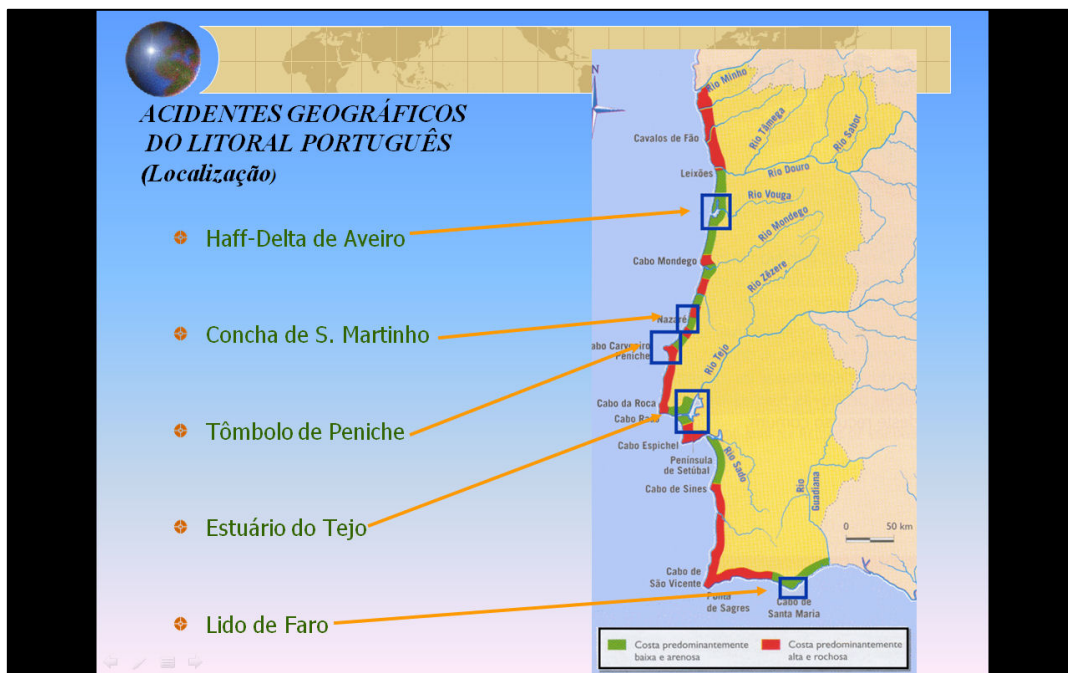 ACIDENTES GEOGRÁFICOS
DO LITORAL PORTUGUÊS
(Localização)
Haff-Delta de Aveiro
Concha de S. Martinho
Tômbolo de Peniche
Estuário do Tejo
Lido de Faro
N
Rio Minho
Cavalos de Fão
Rio Tâmega
Rio Sabor
Leixões
Rio Douro
Rio Vouga
Rio Mondego
Cabo Mondego
Rio Zêzere
Nazaré
abo Carvoeiro
Peniche
Rio Tejo
Cabo da Roca
Cabo Raso
Cabo Espichel
Península
de Setúbal
Rio Sado
Cabo de Sines
Rio
Guadiana
0 50 km
Cabo de
São Vicente
Ponta
de Sagres
Cabo de
Santa Maria
Costa predominantemente
baixa e arenosa
Costa predominantemente
alta e rochosa